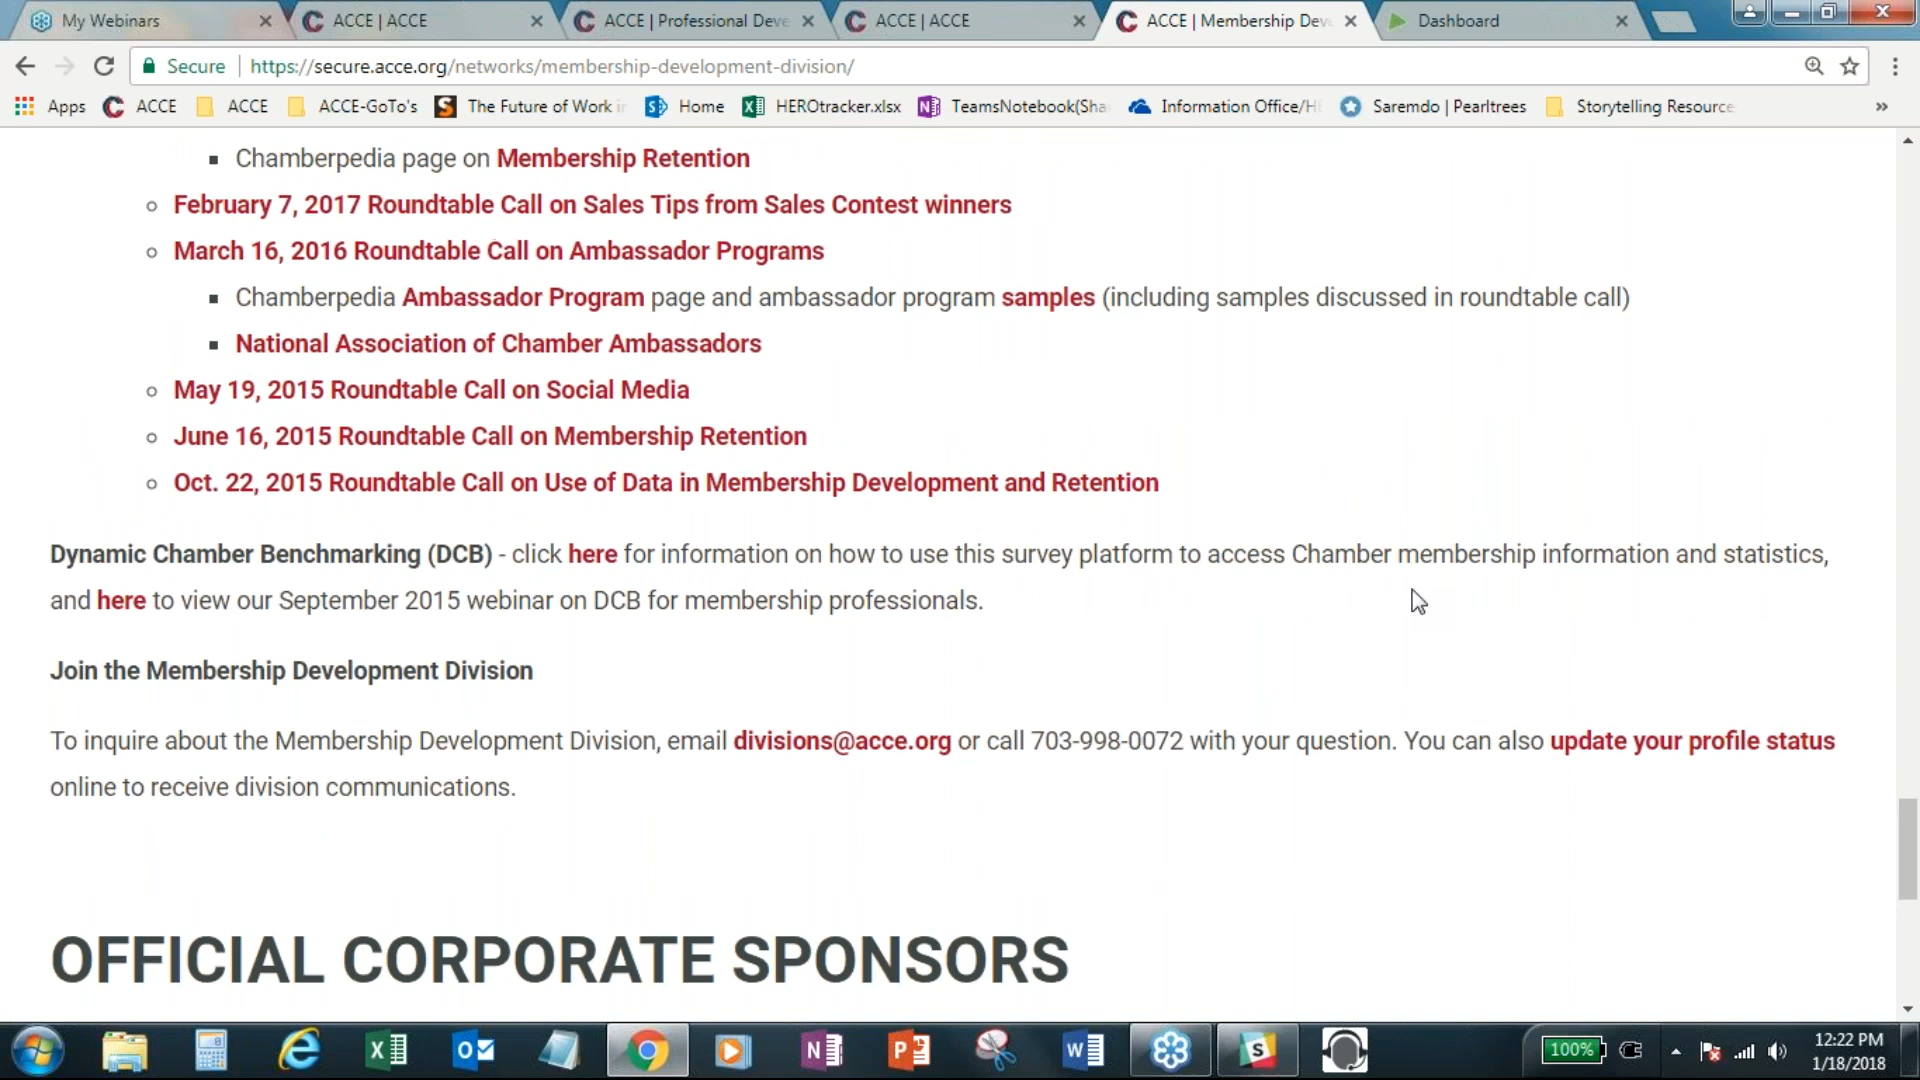 My Webinars
ACCE | ACCE
ACCE | Professional Deve
ACCE | ACCE
ACCE | Membership Dev
Dashboard
Secure
https://secure.acce.org/networks/membership-development-division/
Apps
ACCE
ACCE
ACCE-GoTo's
The Future of Work in
Home
HEROtracker.xlsx
TeamsNotebook(Sha
Information Office/H
Saremdo | Pearltrees
Storytelling Resource
»
▪ Chamberpedia page on Membership Retention
○ February 7, 2017 Roundtable Call on Sales Tips from Sales Contest winners
○ March 16, 2016 Roundtable Call on Ambassador Programs
▪ Chamberpedia Ambassador Program page and ambassador program samples (including samples discussed in roundtable call)
▪ National Association of Chamber Ambassadors
○ May 19, 2015 Roundtable Call on Social Media
○ June 16, 2015 Roundtable Call on Membership Retention
○ Oct. 22, 2015 Roundtable Call on Use of Data in Membership Development and Retention
Dynamic Chamber Benchmarking (DCB) - click here for information on how to use this survey platform to access Chamber membership information and statistics,
and here to view our September 2015 webinar on DCB for membership professionals.
Join the Membership Development Division
To inquire about the Membership Development Division, email divisions@acce.org or call 703-998-0072 with your question. You can also update your profile status
online to receive division communications.
OFFICIAL CORPORATE SPONSORS
100%
12:22 PM
1/18/2018